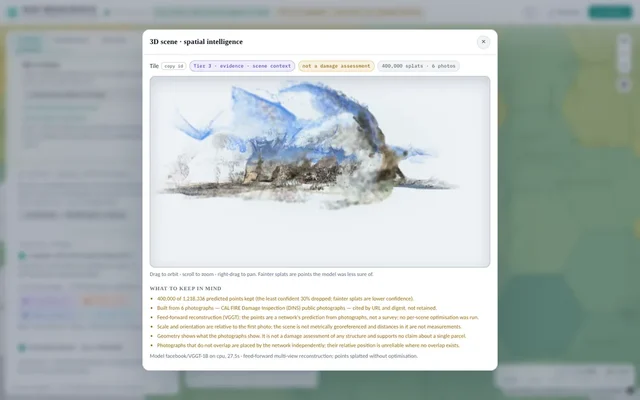 3D scene · spatial intelligence
×
Tile copy id Tier 3 · evidence · scene context not a damage assessment 400,000 splats · 6 photos
Drag to orbit · scroll to zoom · right-drag to pan. Fainter splats are points the model was less sure of.
WHAT TO KEEP IN MIND
• 400,000 of 1,238,336 predicted points kept (the least confident 30% dropped; fainter splats are lower confidence).
• Built from 6 photographs — CAL FIRE Damage Inspection (DINS) public photographs — cited by URL and digest, not retained.
• Feed-forward reconstruction (VGGT): the points are a network's prediction from photographs, not a survey; no per-scene optimisation was run.
• Scale and orientation are relative to the first photo; the scene is not metrically georeferenced and distances in it are not measurements.
• Geometry shows what the photographs show. It is not a damage assessment of any structure and supports no claim about a single parcel.
• Photographs that do not overlap are placed by the network independently; their relative position is unreliable where no overlap exists.
Model facebook/VGGT-1B on cpu, 27.5s · feed-forward multi-view reconstruction; points splatted without optimisation.